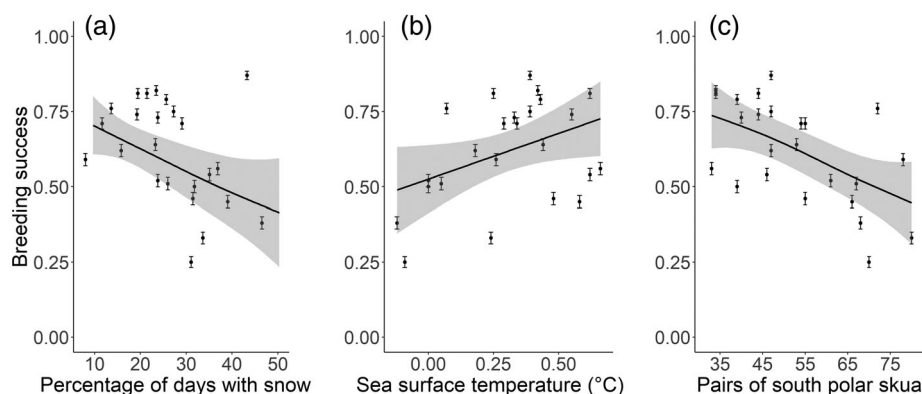 (a) (b) (c)
Breeding success
1.00
0.75
0.50
0.25
0.00
10 20 30 40 50
Percentage of days with snow
1.00
0.75
0.50
0.25
0.00
0.00 0.25 0.50
Sea surface temperature (°C)
1.00
0.75
0.50
0.25
0.00
35 45 55 65 75
Pairs of south polar skua